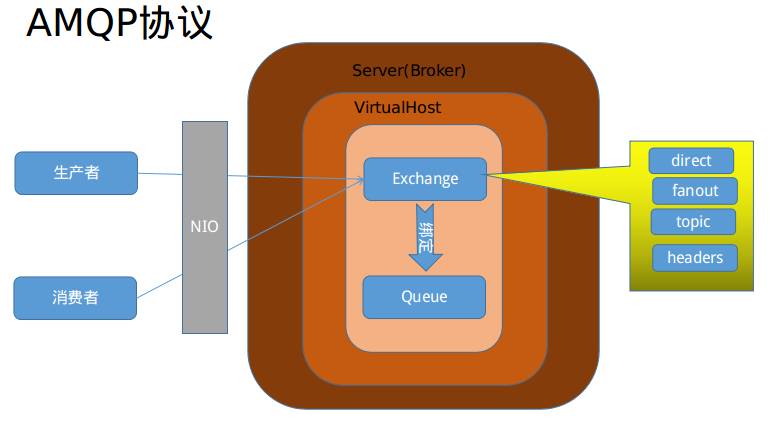 AMQP协议
Server(Broker)
VirtualHost
生产者
消费者
NIO
Exchange
绑定
Queue
direct
fanout
topic
headers